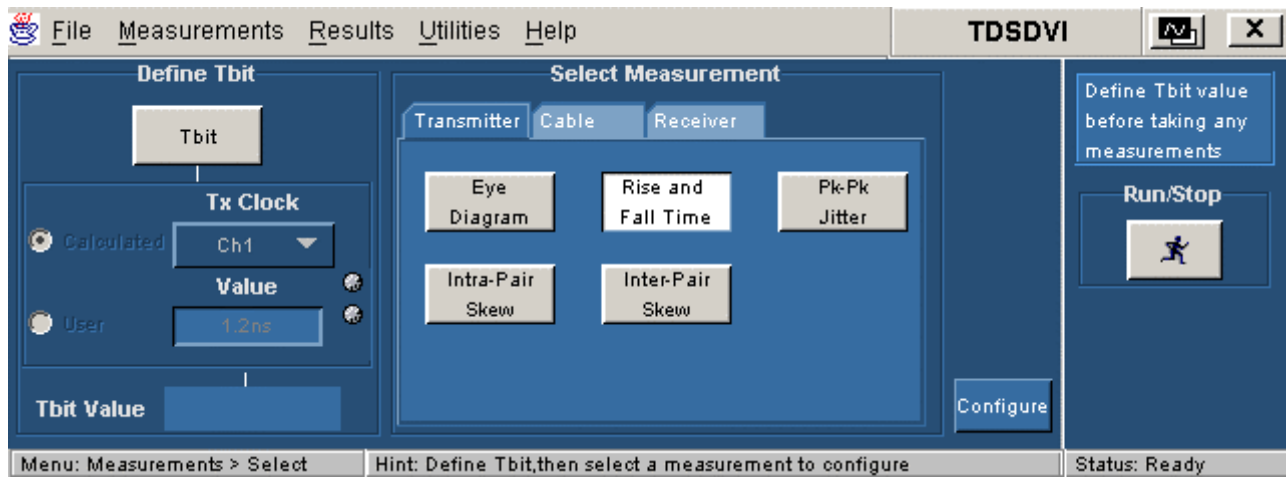 File Measurements Results Utilities Help TDSDVI X
Define Tbit
Tbit
Tx Clock
Calculated
Ch1
Value
User
1.2ns
Tbit Value
Select Measurement
Transmitter Cable Receiver
Eye
Diagram
Rise and
Fall Time
Pk-Pk
Jitter
Intra-Pair
Skew
Inter-Pair
Skew
Configure
Define Tbit value
before taking any
measurements
Run/Stop
Menu: Measurements > Select
Hint: Define Tbit,then select a measurement to configure
Status: Ready